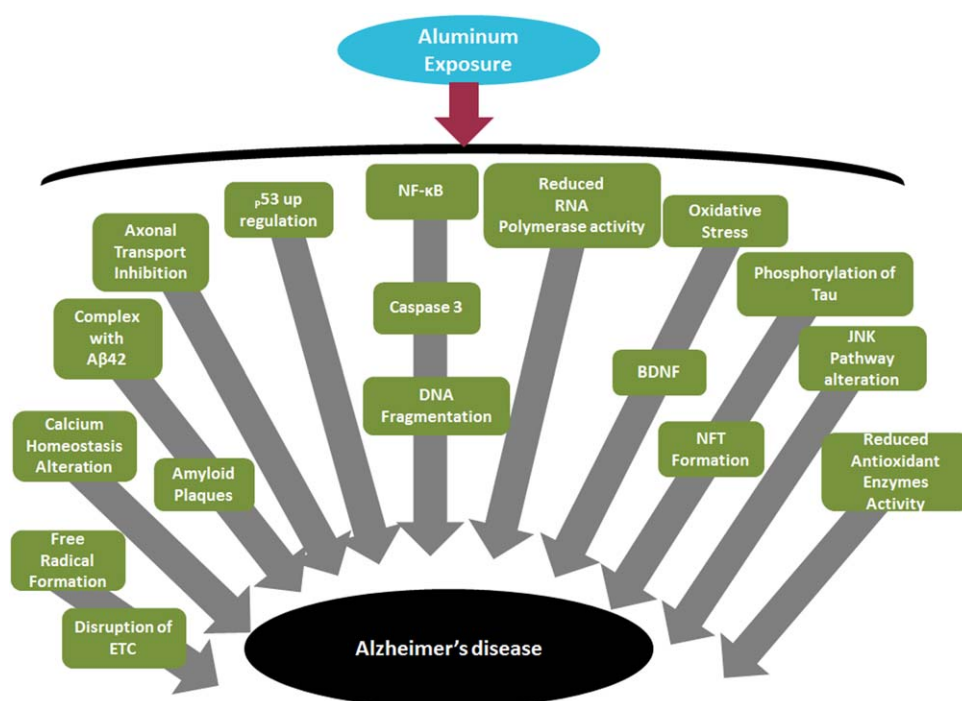 Aluminum
Exposure
NF-κB
Reduced
RNA
Polymerase activity
p53 up
regulation
Oxidative
Stress
Axonal
Transport
Inhibition
Phosphorylation of
Tau
Complex
with
Aβ42
Caspase 3
JNK
Pathway
alteration
BDNF
DNA
Fragmentation
Calcium
Homeostasis
Alteration
NFT
Formation
Reduced
Antioxidant
Enzymes
Activity
Amyloid
Plaques
Free
Radical
Formation
Disruption of
ETC
Alzheimer's disease